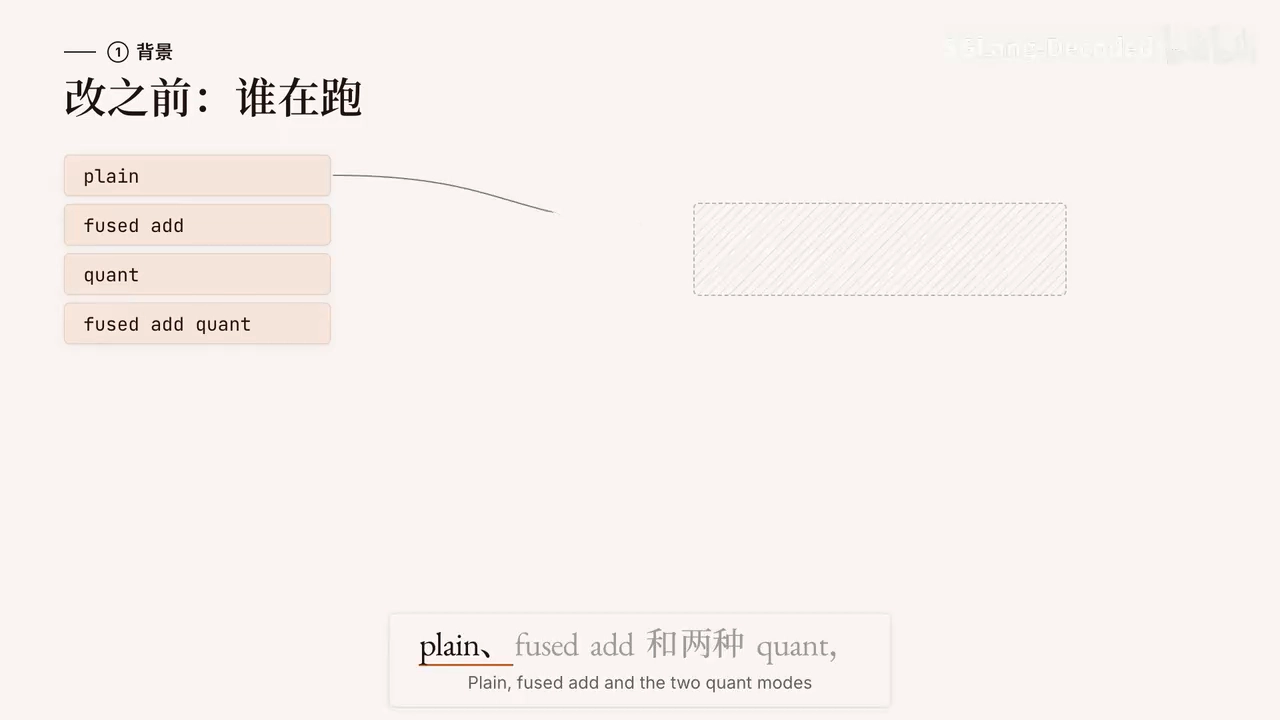 ① 背景
改之前：谁在跑
plain
fused add
quant
fused add quant
plain、fused add 和两种 quant，
Plain, fused add and the two quant modes